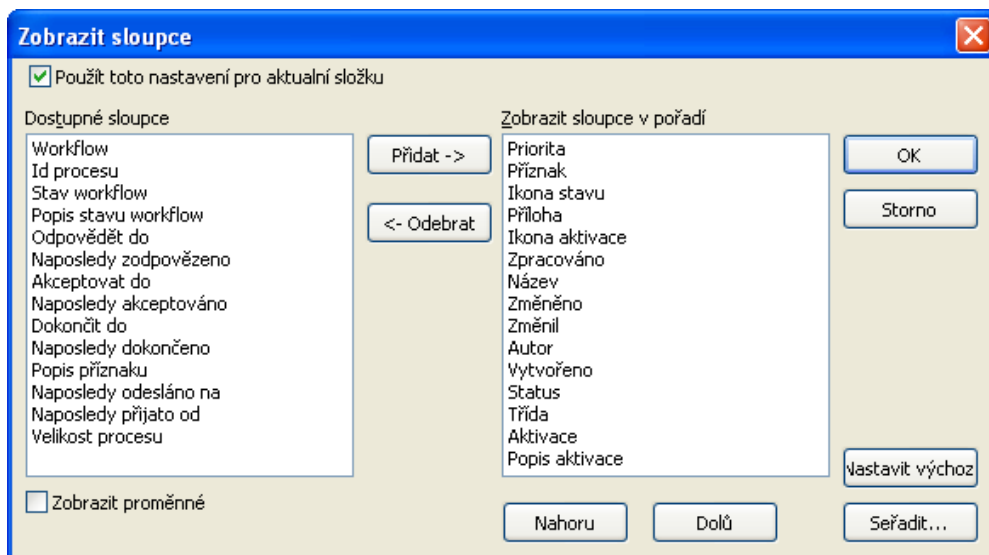 Zobrazit sloupce
Použít toto nastavení pro aktualní složku
Dostupné sloupce
Workflow
Id procesu
Stav workflow
Popis stavu workflow
Odpovědět do
Naposledy zodpovězeno
Akceptovat do
Naposledy akceptováno
Dokončit do
Naposledy dokončeno
Popis příznaku
Naposledy odesláno na
Naposledy přijato od
Velikost procesu
Zobrazit proměnné
Přidat ->
<- Odebrat
Zobrazit sloupce v pořadí
Priorita
Příznak
Ikona stavu
Příloha
Ikona aktivace
Zpracováno
Název
Změněno
Změnil
Autor
Vytvořeno
Status
Třída
Aktivace
Popis aktivace
Nahoru
Dolů
OK
Storno
Nastavit výchoz
Seřadit...